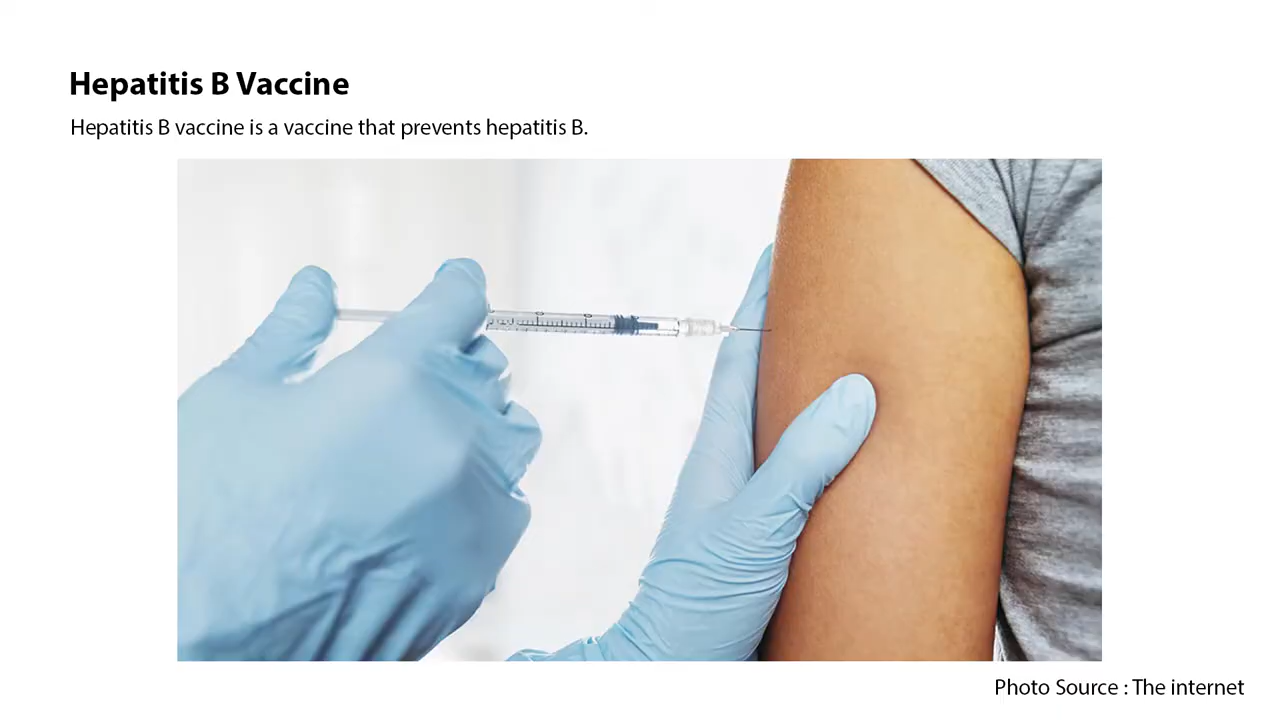 Hepatitis B Vaccine
Hepatitis B vaccine is a vaccine that prevents hepatitis B.
Photo Source : The internet